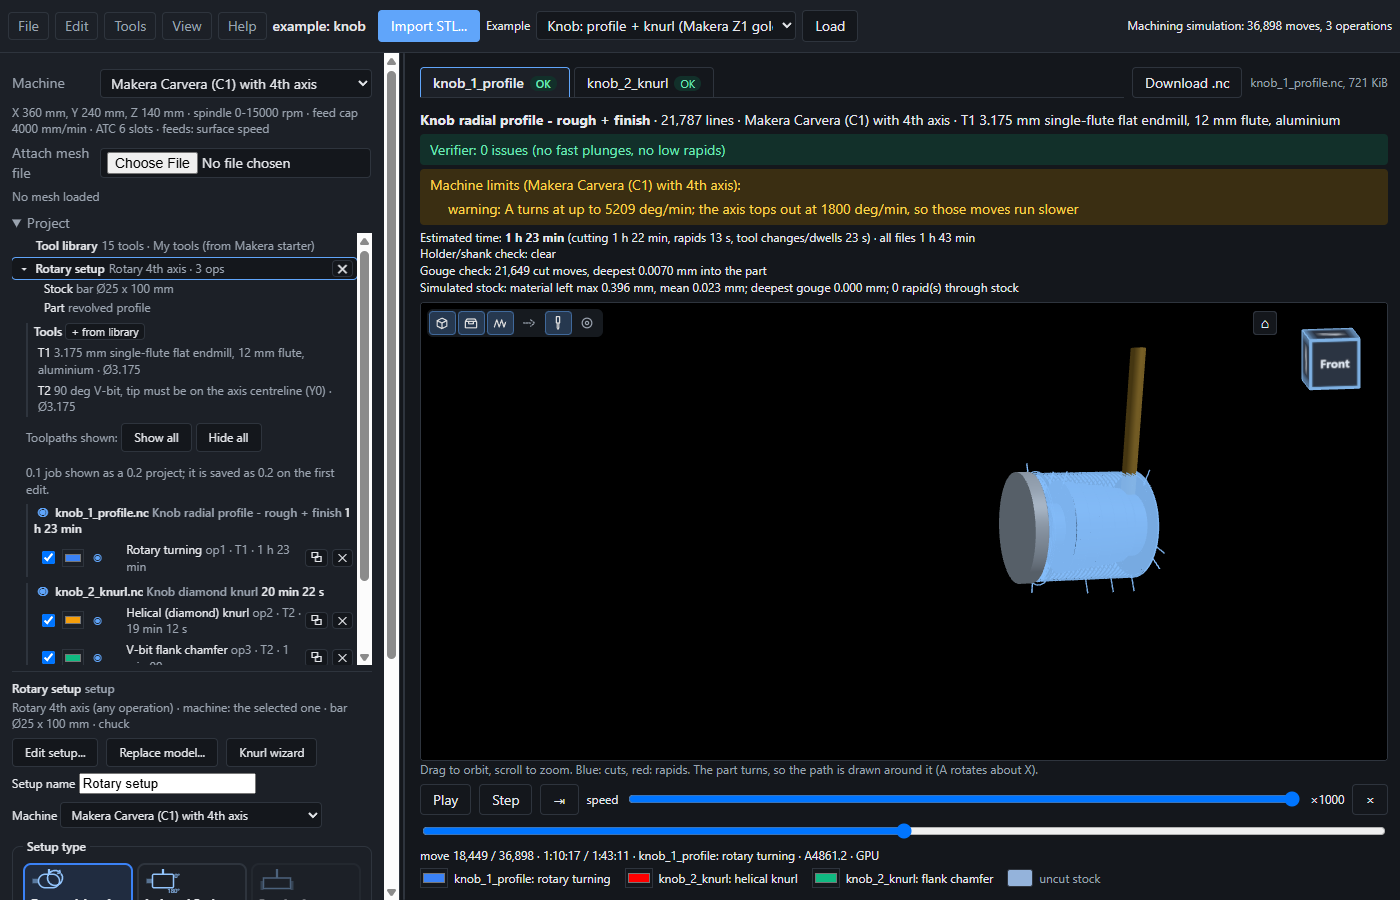 File Edit Tools View Help example: knob Import STL... Example Knob: profile + knurl (Makera Z1 gol Load Machining simulation: 36,898 moves, 3 operations
Machine Makera Carvera (C1) with 4th axis
X 360 mm, Y 240 mm, Z 140 mm · spindle 0-15000 rpm · feed cap
4000 mm/min · ATC 6 slots · feeds: surface speed
Attach mesh
file
Choose File No file chosen
No mesh loaded
Project
Tool library 15 tools · My tools (from Makera starter)
Rotary setup Rotary 4th axis · 3 ops
Stock bar Ø25 x 100 mm
Part revolved profile
Tools + from library
T1 3.175 mm single-flute flat endmill, 12 mm flute,
aluminium · Ø3.175
T2 90 deg V-bit, tip must be on the axis centreline (Y0) ·
Ø3.175
Toolpaths shown: Show all Hide all
0.1 job shown as a 0.2 project; it is saved as 0.2 on the first
edit.
knob_1_profile.nc Knob radial profile - rough + finish 1
h 23 min
Rotary turning op1 · T1 · 1 h 23
min
knob_2_knurl.nc Knob diamond knurl 20 min 22 s
Helical (diamond) knurl op2 · T2 ·
19 min 12 s
V-bit flank chamfer op3 · T2 · 1
Rotary setup setup
Rotary 4th axis (any operation) · machine: the selected one · bar
Ø25 x 100 mm · chuck
Edit setup... Replace model... Knurl wizard
Setup name Rotary setup
Machine Makera Carvera (C1) with 4th axis
Setup type
180°
knob_1_profile OK knob_2_knurl OK Download .nc knob_1_profile.nc, 721 KiB
Knob radial profile - rough + finish · 21,787 lines · Makera Carvera (C1) with 4th axis · T1 3.175 mm single-flute flat endmill, 12 mm flute, aluminium
Verifier: 0 issues (no fast plunges, no low rapids)
Machine limits (Makera Carvera (C1) with 4th axis):
warning: A turns at up to 5209 deg/min; the axis tops out at 1800 deg/min, so those moves run slower
Estimated time: 1 h 23 min (cutting 1 h 22 min, rapids 13 s, tool changes/dwells 23 s) · all files 1 h 43 min
Holder/shank check: clear
Gouge check: 21,649 cut moves, deepest 0.0070 mm into the part
Simulated stock: material left max 0.396 mm, mean 0.023 mm; deepest gouge 0.000 mm; 0 rapid(s) through stock
Front
Drag to orbit, scroll to zoom. Blue: cuts, red: rapids. The part turns, so the path is drawn around it (A rotates about X).
Play Step speed ×1000 ×
move 18,449 / 36,898 · 1:10:17 / 1:43:11 · knob_1_profile: rotary turning · A4861.2 · GPU
knob_1_profile: rotary turning knob_2_knurl: helical knurl knob_2_knurl: flank chamfer uncut stock